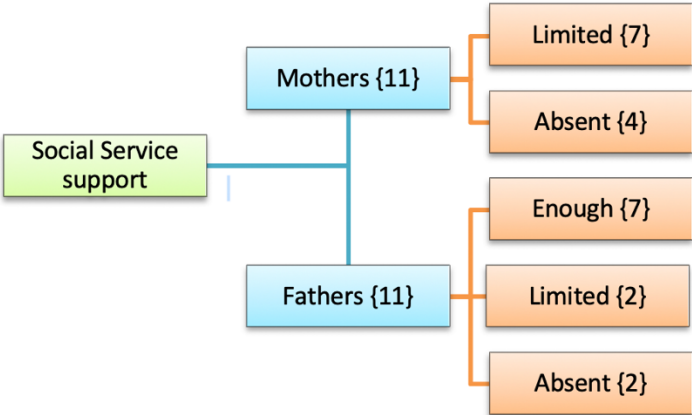 Social Service
support
Mothers {11}
Limited {7}
Absent {4}
Fathers {11}
Enough {7}
Limited {2}
Absent {2}